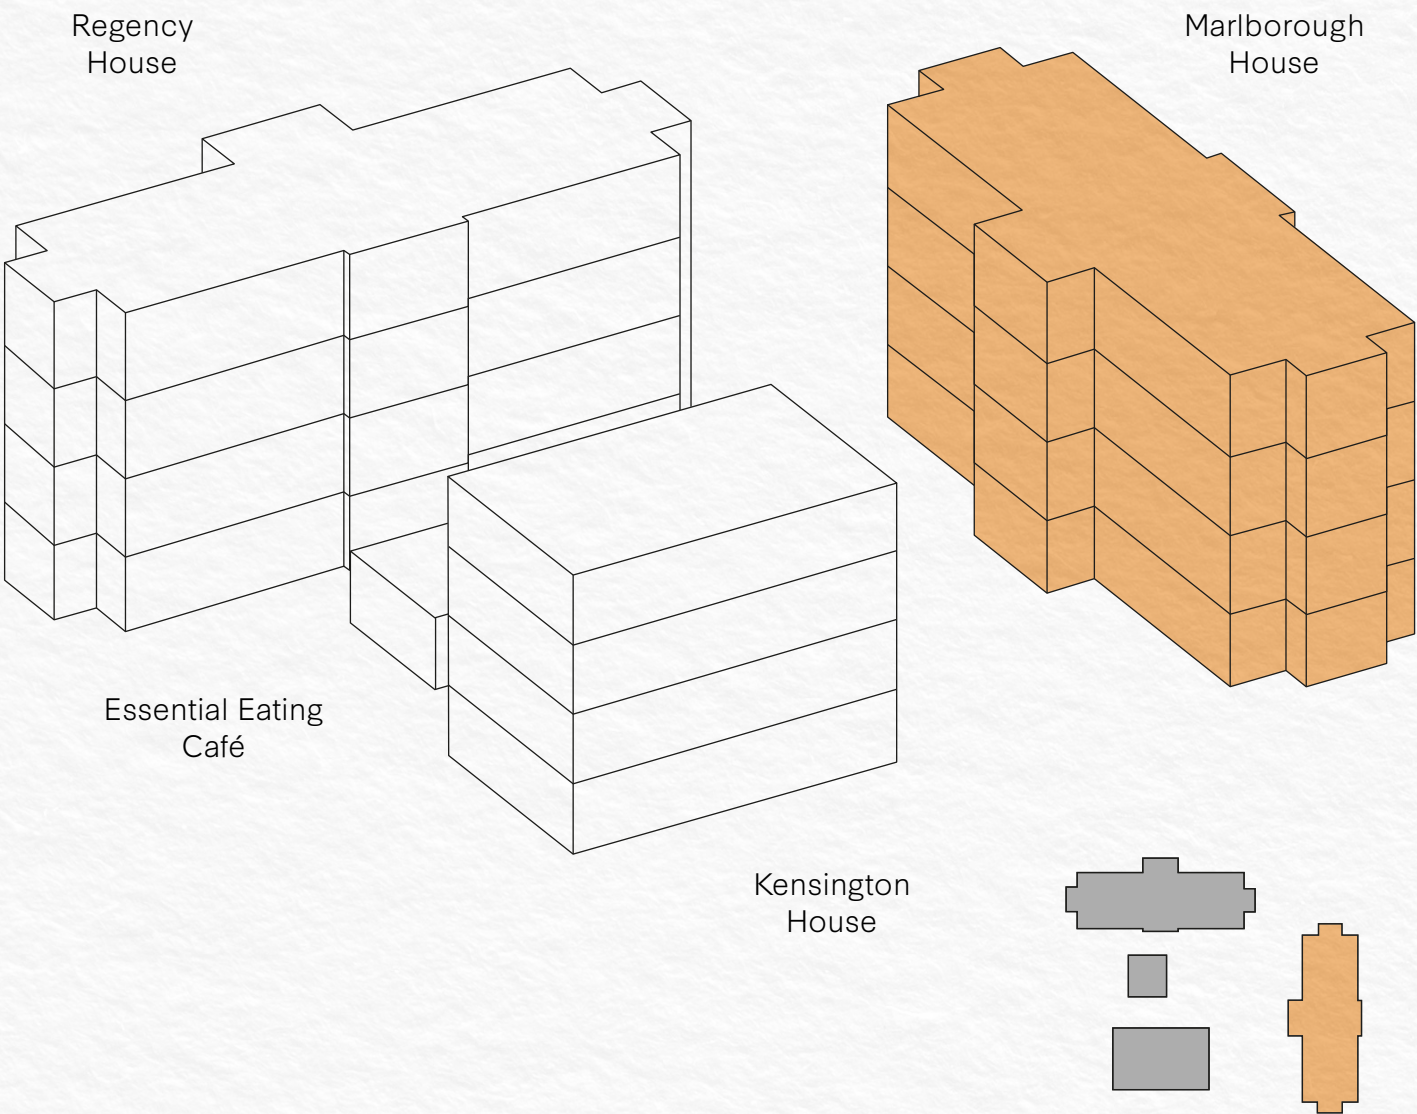 Regency
House
Marlborough
House
Essential Eating
Café
Kensington
House